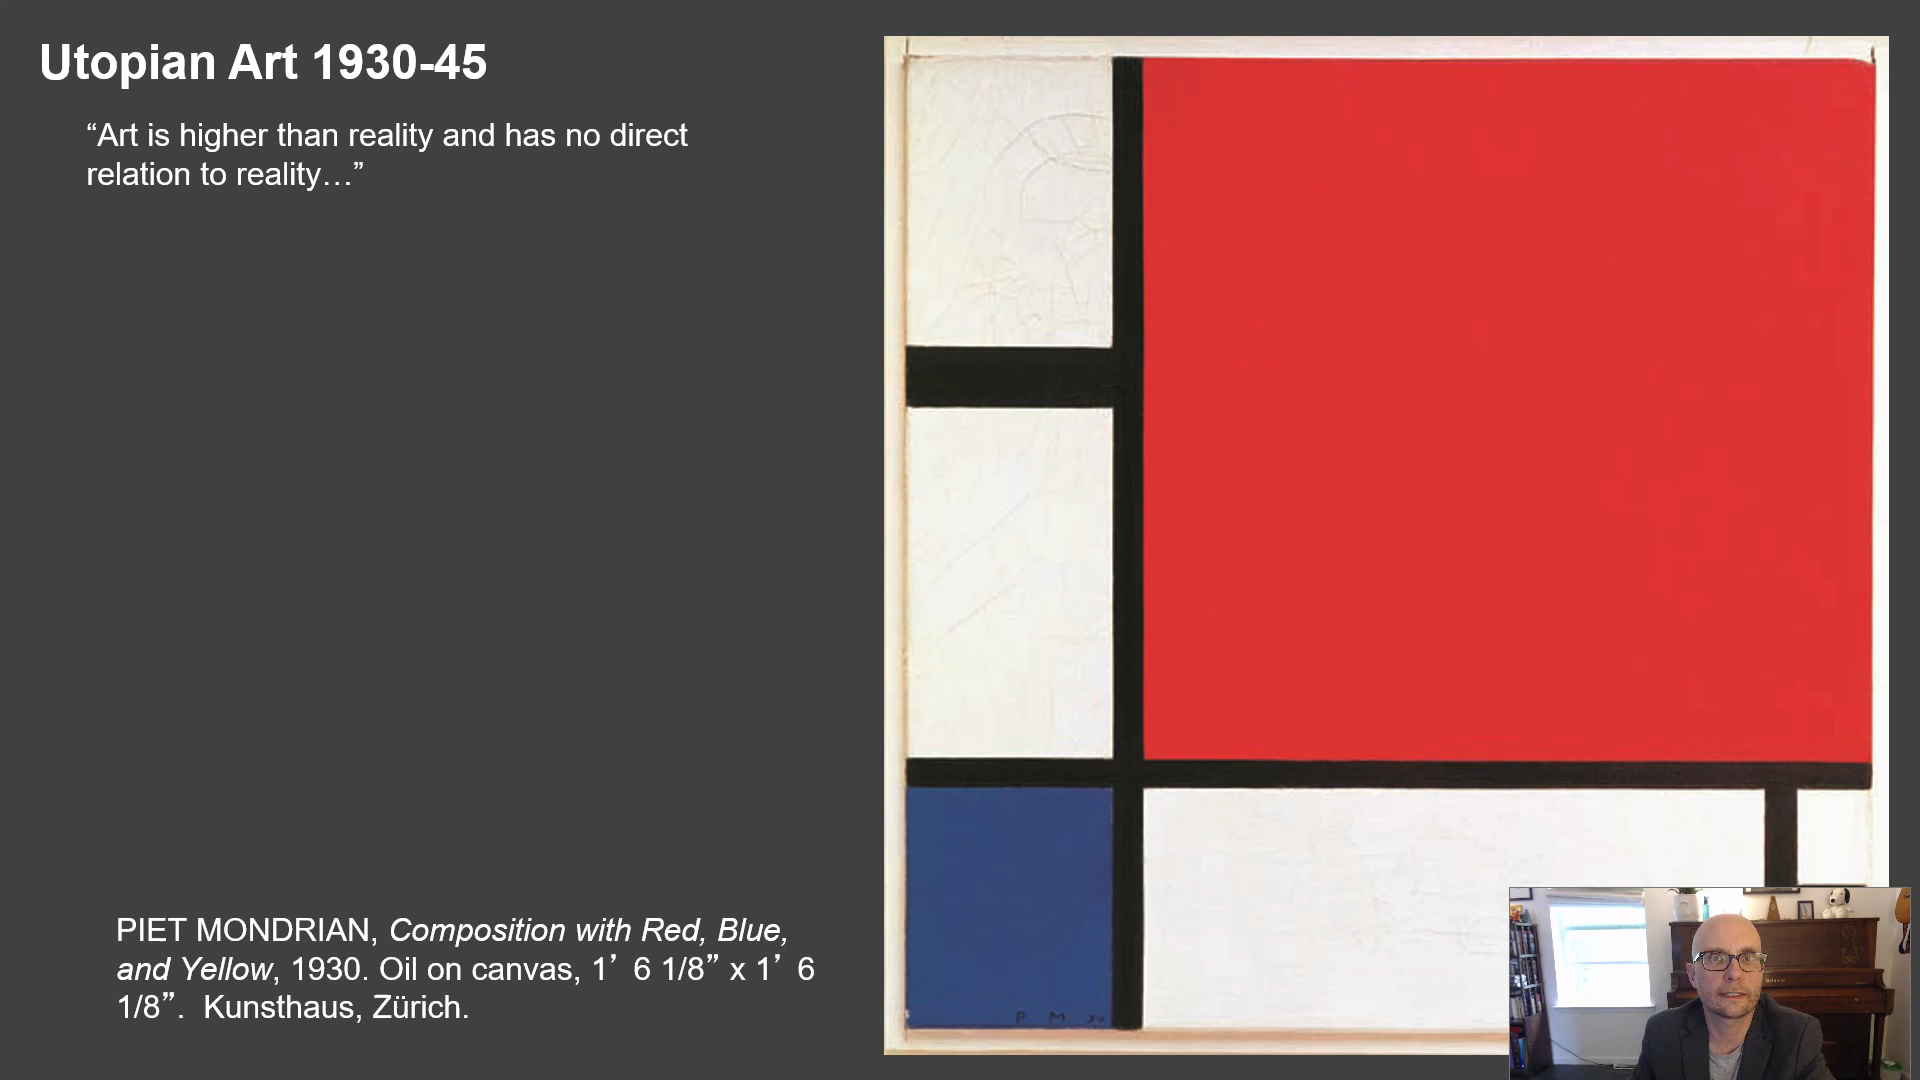 Utopian Art 1930-45
“Art is higher than reality and has no direct
relation to reality…”
PIET MONDRIAN, Composition with Red, Blue,
and Yellow, 1930. Oil on canvas, 1’ 6 1/8” x 1’ 6
1/8”. Kunsthaus, Zürich.
P M 30